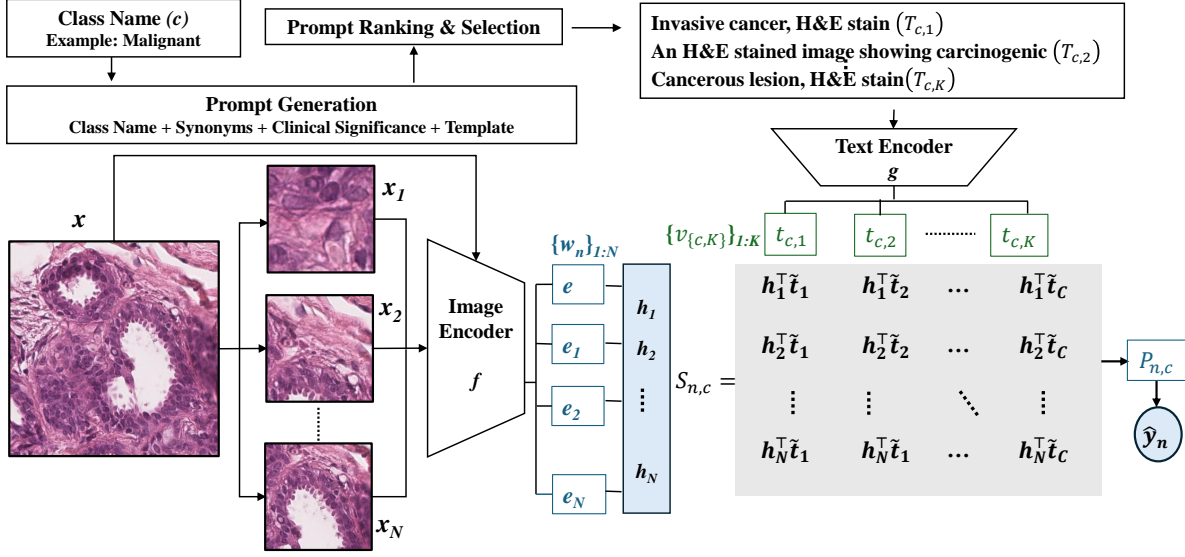 Class Name (c)
Example: Malignant
Prompt Ranking & Selection
Invasive cancer, H&E stain (T_{c,1})
An H&E stained image showing carcinogenic (T_{c,2})
⋮
Cancerous lesion, H&E stain(T_{c,K})
Prompt Generation
Class Name + Synonyms + Clinical Significance + Template
Text Encoder
g
x
x_1
x_2
x_N
Image
Encoder
f
{w_n}_{1:N}
e
e_1
e_2
e_N
h_1
h_2
⋮
h_N
{v_{\{c,K\}}}_{1:K} t_{c,1} t_{c,2} ........... t_{c,K}
S_{n,c} =
h_1^⊤ t̃_1 h_1^⊤ t̃_2 ... h_1^⊤ t̃_C
h_2^⊤ t̃_1 h_2^⊤ t̃_2 ... h_2^⊤ t̃_C
⋮ ⋮ ⋱ ⋮
h_N^⊤ t̃_1 h_N^⊤ t̃_1 ... h_N^⊤ t̃_C
P_{n,c}
ŷ_n